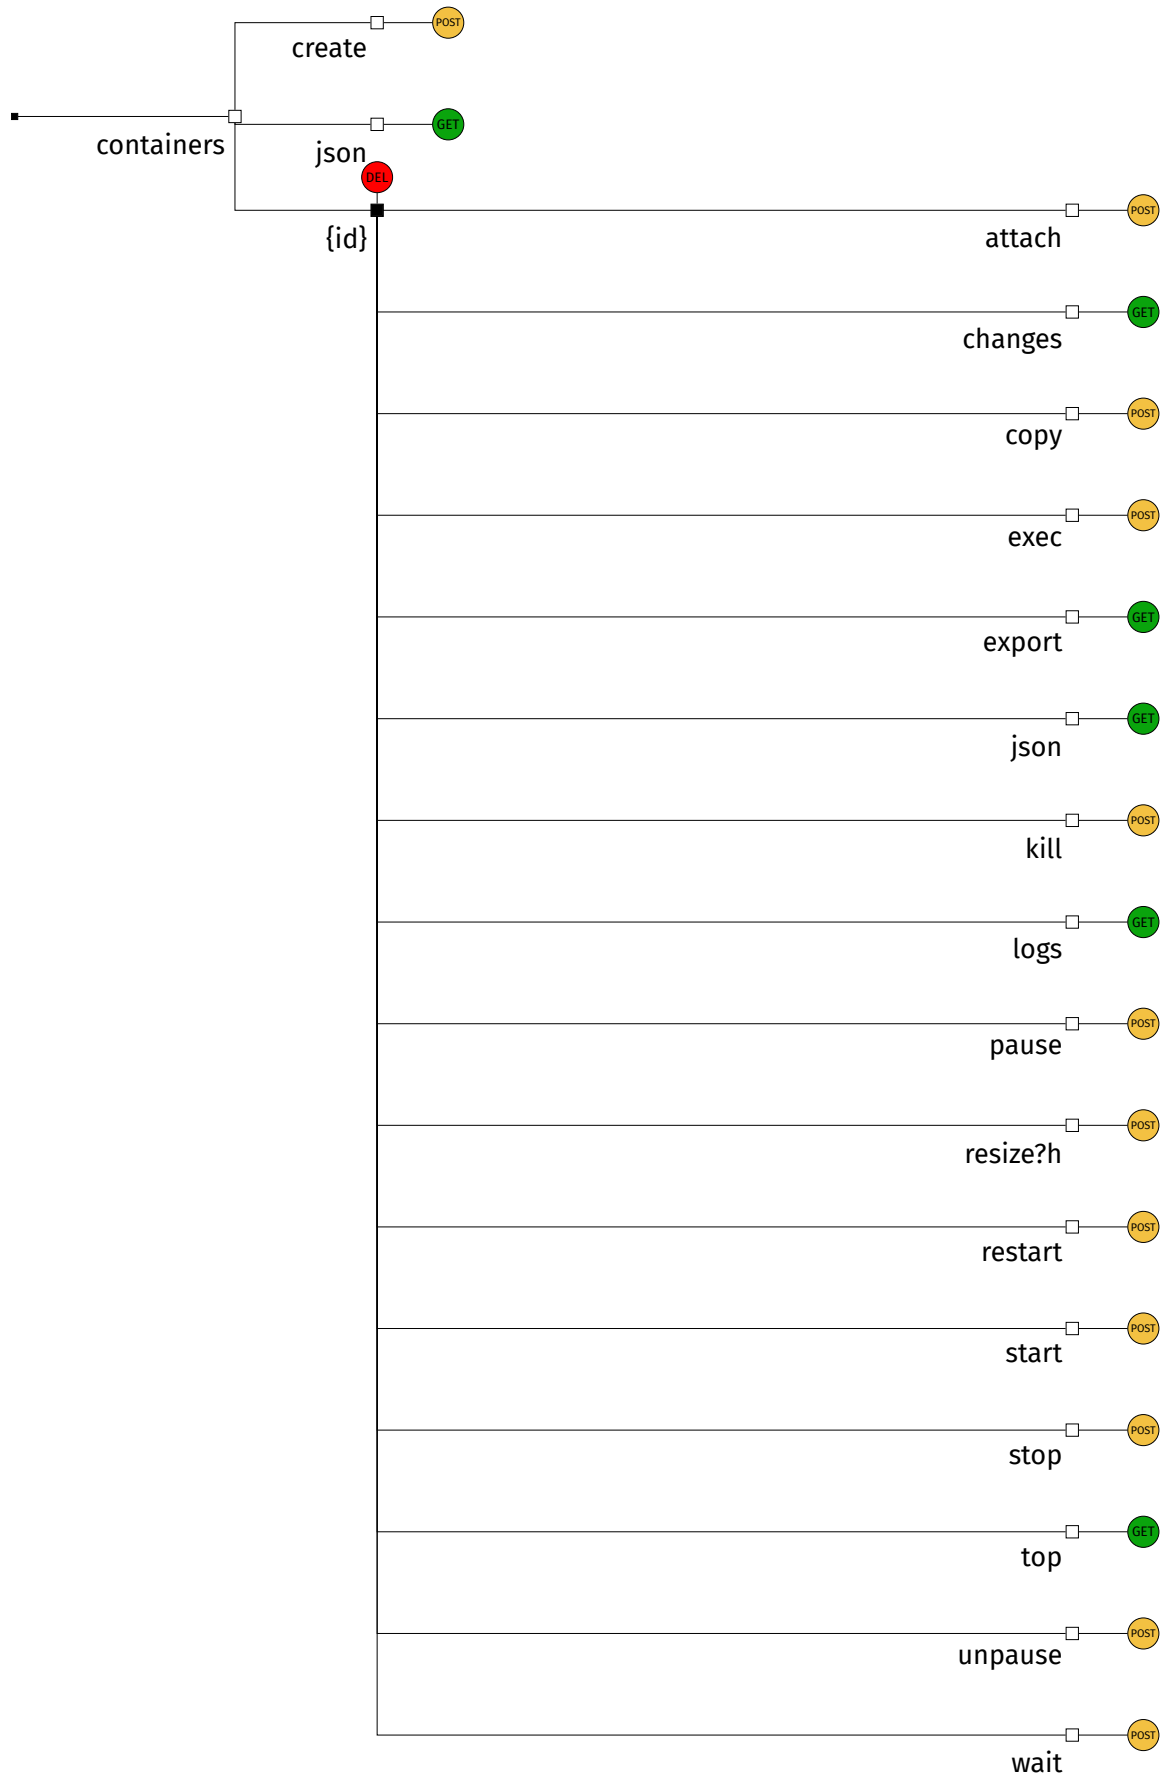 POST
create
GET
containers
json
DEL
POST
{id}
attach
GET
changes
POST
copy
POST
exec
GET
export
GET
json
POST
kill
GET
logs
POST
pause
POST
resize?h
POST
restart
POST
start
POST
stop
GET
top
POST
unpause
POST
wait